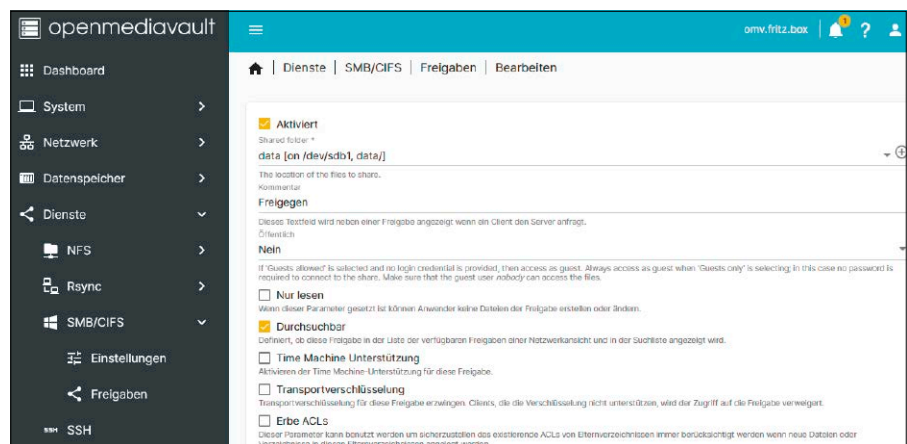 openmediavault
omv.fritz.box
1
?
Dashboard
System
Netzwerk
Datenspeicher
Dienste
NFS
Rsync
SMB/CIFS
Einstellungen
Freigaben
SSH SSH
| Dienste | SMB/CIFS | Freigaben | Bearbeiten
Aktiviert
Shared folder *
data [on /dev/sdb1, data/]
The location of the files to share.
Kommentar
Freigegen
Dieses Textfeld wird neben einer Freigabe angezeigt wenn ein Client den Server anfragt.
Öffentlich
Nein
If 'Guests allowed' is selected and no login credential is provided, then access as guest. Always access as guest when 'Guests only' is selecting; in this case no password is
required to connect to the share. Make sure that the guest user nobody can access the files.
Nur lesen
Wenn dieser Parameter gesetzt ist können Anwender keine Dateien der Freigabe erstellen oder ändern.
Durchsuchbar
Definiert, ob diese Freigabe in der Liste der verfügbaren Freigaben einer Netzwerkansicht und in der Suchliste angezeigt wird.
Time Machine Unterstützung
Aktivieren der Time Machine-Unterstützung für diese Freigabe.
Transportverschlüsselung
Transportverschlüsselung für diese Freigabe erzwingen. Clients, die die Verschlüsselung nicht unterstützen, wird der Zugriff auf die Freigabe verweigert.
Erbe ACLs
Dieser Parameter kann benutzt werden um sicherzustellen das existierende ACLs von Elternverzeichnissen immer berücksichtigt werden wenn neue Dateien oder
Verzeichnisse in diesen Elternverzeichnissen angelegt werden.